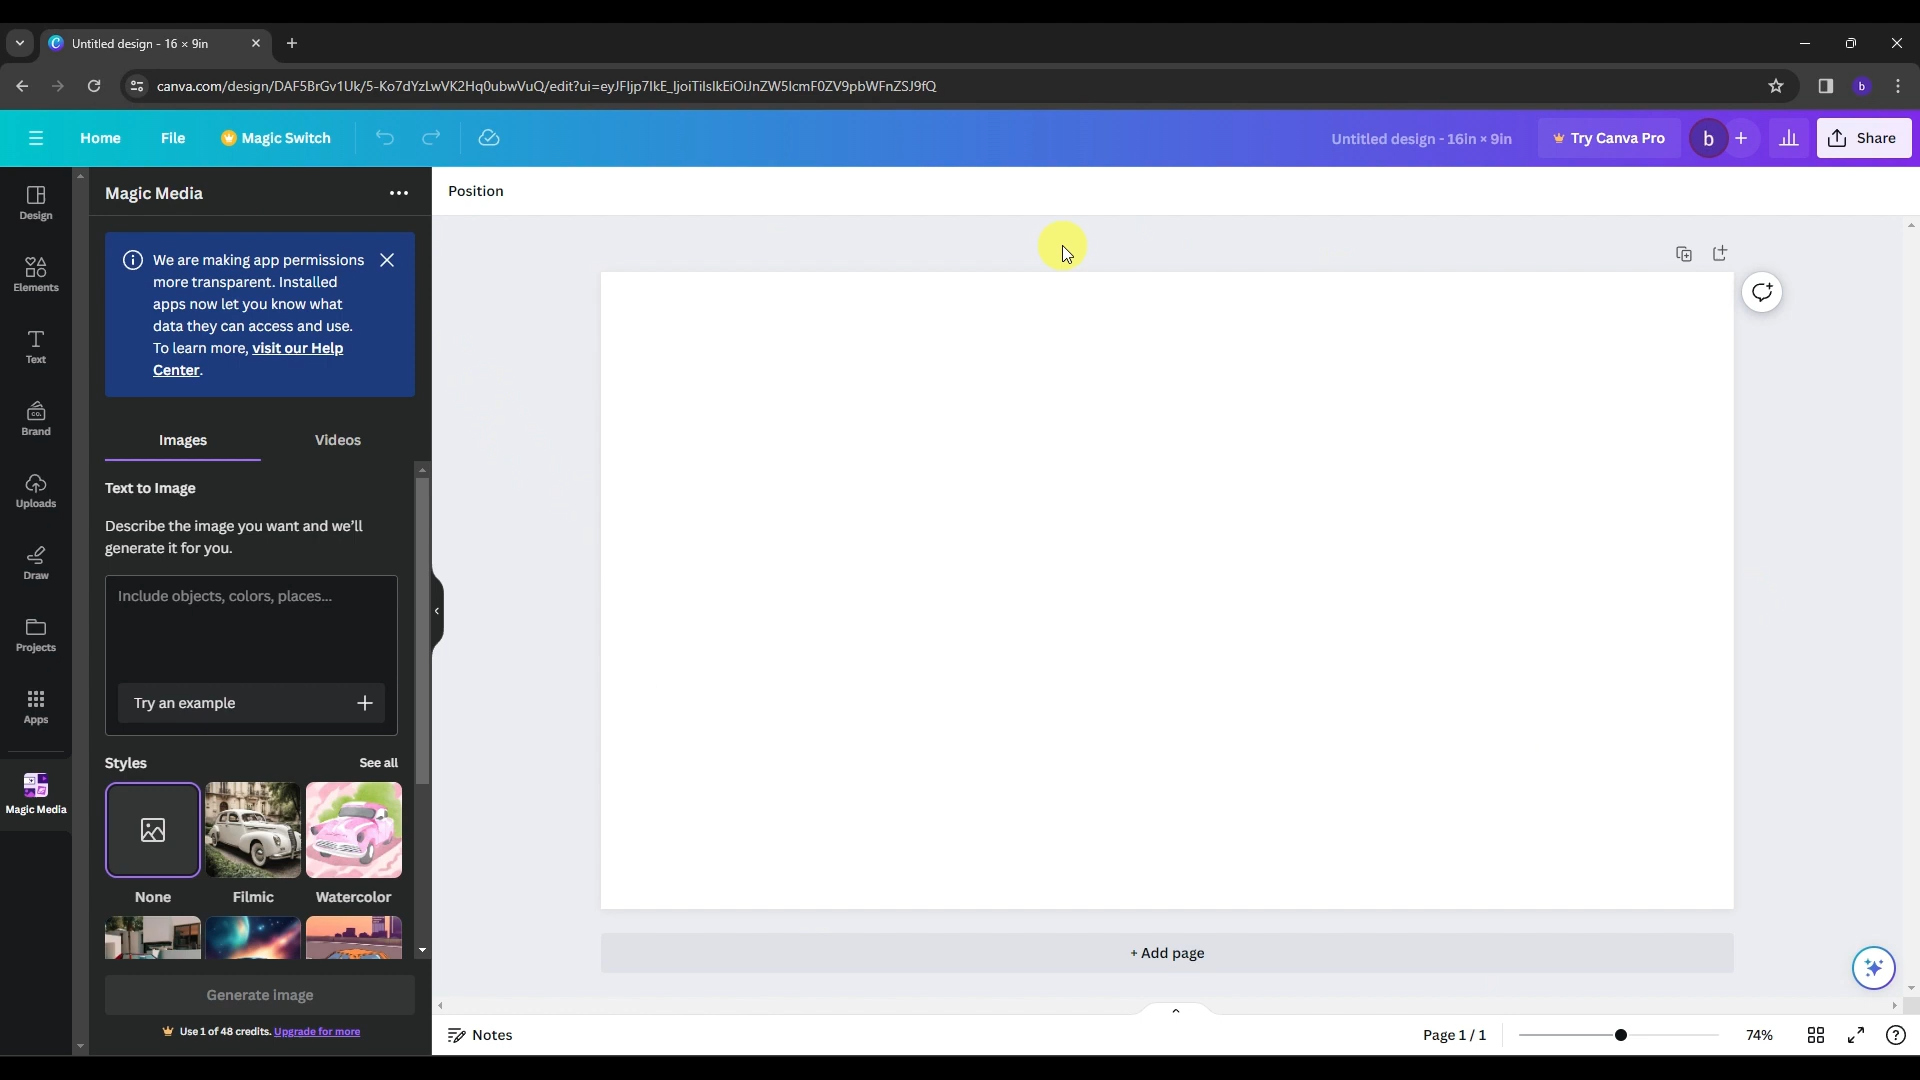 Untitled design - 16 × 9in
canva.com/design/DAF5BrGv1Uk/5-Ko7dYzLwVK2Hq0ubwVuQ/edit?ui=eyJFIjp7IkE_IjoiTiIsIkEiOiJnZW5lcmF0ZV9pbWFnZSJ9fQ
b
Home
File
Magic Switch
Untitled design - 16in × 9in
Try Canva Pro
b
Share
Design
Elements
Text
Brand
Uploads
Draw
Projects
Apps
Magic Media
Magic Media
We are making app permissions
more transparent. Installed
apps now let you know what
data they can access and use.
To learn more, visit our Help
Center.
Images
Videos
Text to Image
Describe the image you want and we'll
generate it for you.
Include objects, colors, places...
Try an example
Styles
See all
None
Filmic
Watercolor
Generate image
Use 1 of 48 credits. Upgrade for more
Position
+ Add page
Notes
Page 1 / 1
74%